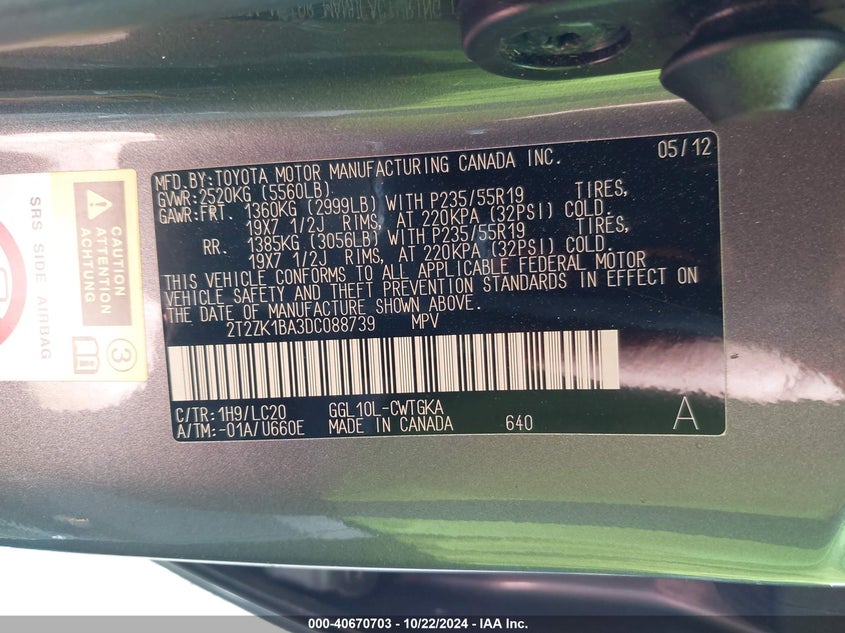 MFD.BY:TOYOTA MOTOR MANUFACTURING CANADA INC. 05/12
GVWR:2520KG (5560LB)
GAWR:FRT. 1360KG (2999LB) WITH P235/55R19 TIRES,
19X7 1/2J RIMS, AT 220KPA (32PSI) COLD.
RR. 1385KG (3056LB) WITH P235/55R19 TIRES,
19X7 1/2J RIMS, AT 220KPA (32PSI) COLD.
THIS VEHICLE CONFORMS TO ALL APPLICABLE FEDERAL MOTOR
VEHICLE SAFETY AND THEFT PREVENTION STANDARDS IN EFFECT ON
THE DATE OF MANUFACTURE SHOWN ABOVE.
2T2ZK1BA3DC088739 MPV
C/TR:1H9/LC20 GGL10L-CWTGKA A
A/TM:-01A/U660E MADE IN CANADA 640
CAUTION
ATTENTION
ACHTUNG
3
SRS SIDE AIRBAG
000-40670703 / 10/22/2024 - IAA Inc.